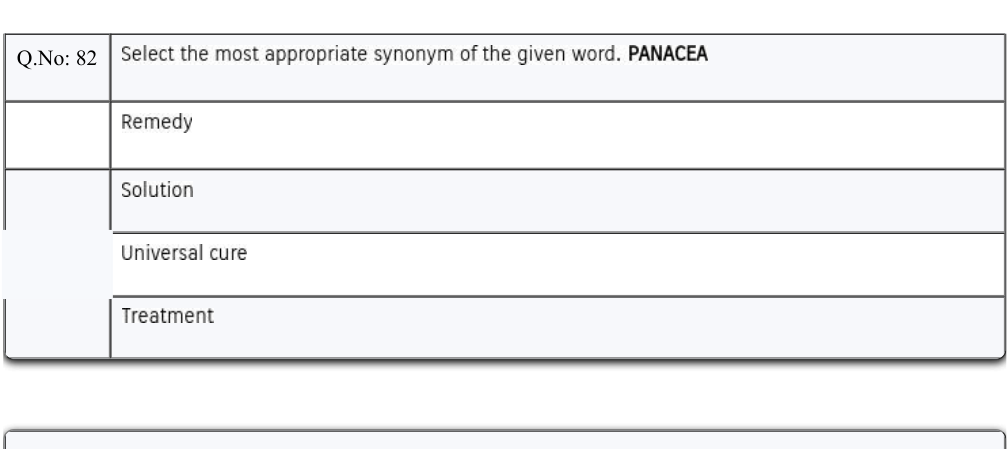 Q.No: 82 Select the most appropriate synonym of the given word. PANACEA
Remedy
Solution
Universal cure
Treatment